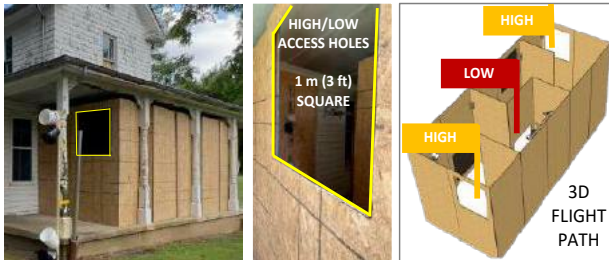 HIGH/LOW
ACCESS HOLES
1 m (3 ft)
SQUARE
HIGH
LOW
HIGH
3D
FLIGHT
PATH